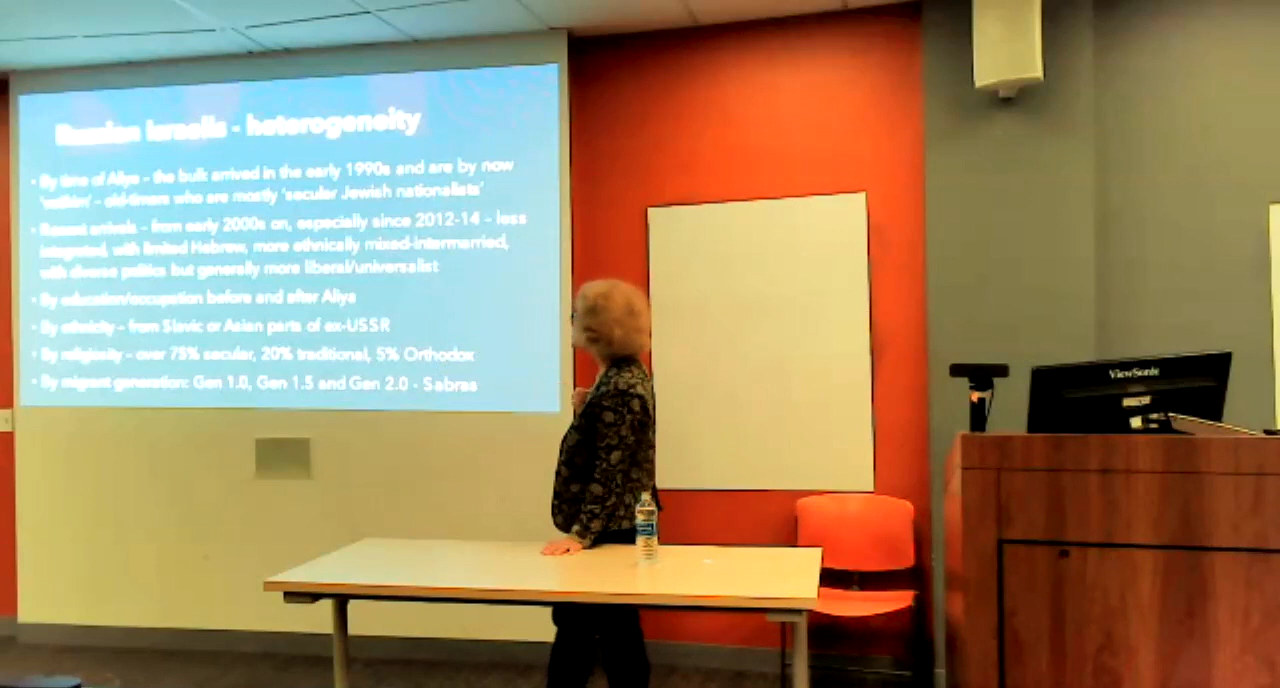 Russian Israelis - heterogeneity
• By time of Aliya - the bulk arrived in the early 1990s and are by now
'vatikim' - old-timers who are mostly 'secular Jewish nationalists'
• Recent arrivals - from early 2000s on, especially since 2012-14 - less
integrated, with limited Hebrew, more ethnically mixed-intermarried,
with diverse politics but generally more liberal/universalist
• By education/occupation before and after Aliya
• By ethnicity - from Slavic or Asian parts of ex-USSR
• By religiosity - over 75% secular, 20% traditional, 5% Orthodox
• By migrant generation: Gen 1.0, Gen 1.5 and Gen 2.0 - Sabras
ViewSonic